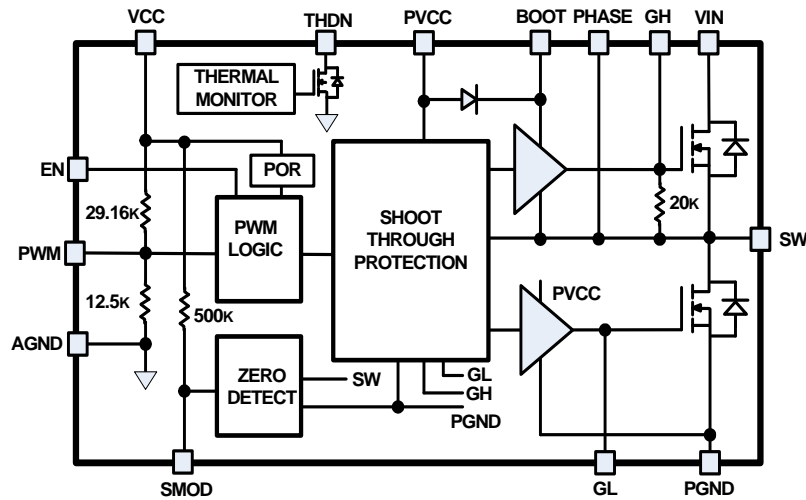 VCC THDN PVCC BOOT PHASE GH VIN
THERMAL
MONITOR
EN
POR
29.16K
20K
PWM
LOGIC
SHOOT
THROUGH
PROTECTION
PWM
SW
12.5K
500K
PVCC
AGND
ZERO
DETECT
SW
GL
GH
PGND
SMOD
GL
PGND